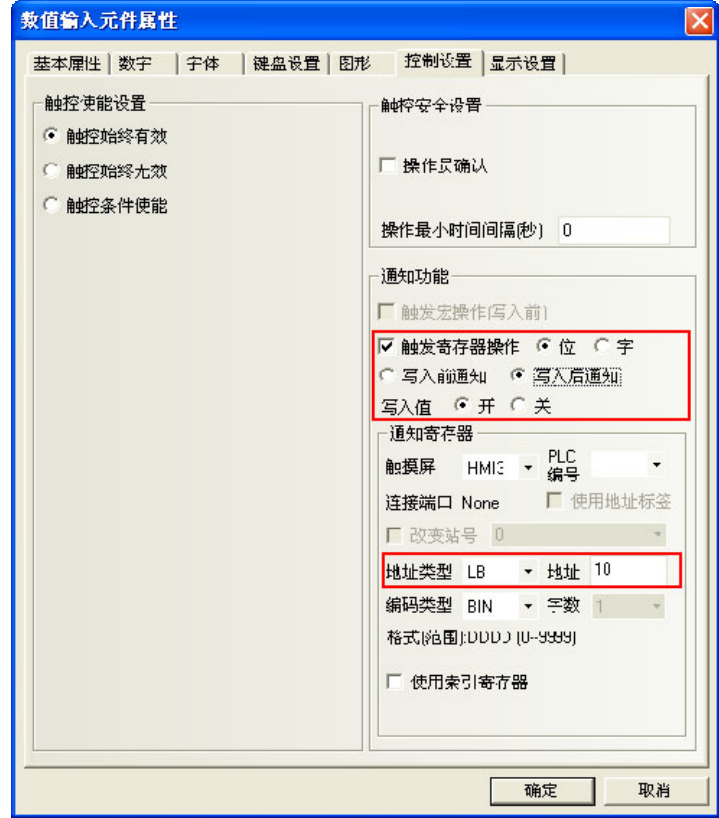 数值输入元件属性
基本属性 数字 字体 键盘设置 图形 控制设置 显示设置
触控使能设置
触控始终有效
触控始终无效
触控条件使能
触控安全设置
操作员确认
操作最小时间间隔(秒) 0
通知功能
触发宏操作(写入前)
触发寄存器操作 位 字
写入前通知 写入后通知
写入值 开 关
通知寄存器
触摸屏 HMI3 PLC编号
连接端口 None 使用地址标签
改变站号 0
地址类型 LB 地址 10
编码类型 BIN 字数 1
格式(范围):DDDD (0~9999)
使用索引寄存器
确定 取消